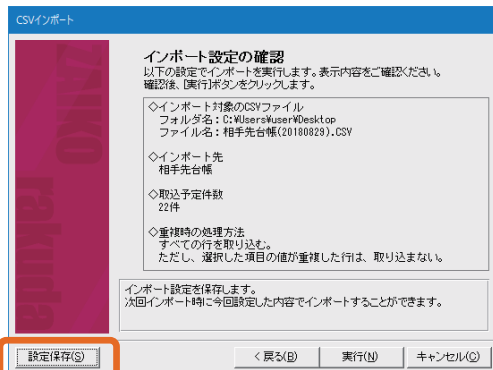 CSVインポート
インポート設定の確認
以下の設定でインポートを実行します。表示内容をご確認ください。
確認後、[実行]ボタンをクリックします。
◇インポート対象のCSVファイル
フォルダ名：C:¥Users¥user¥Desktop
ファイル名：相手先台帳(20180829).CSV
◇インポート先
相手先台帳
◇取込予定件数
22件
◇重複時の処理方法
すべての行を取り込む。
ただし、選択した項目の値が重複した行は、取り込まない。
インポート設定を保存します。
次回インポート時に今回設定した内容でインポートすることができます。
ZAIKO
rakuda
設定保存(S)
< 戻る(B)
実行(N)
キャンセル(C)